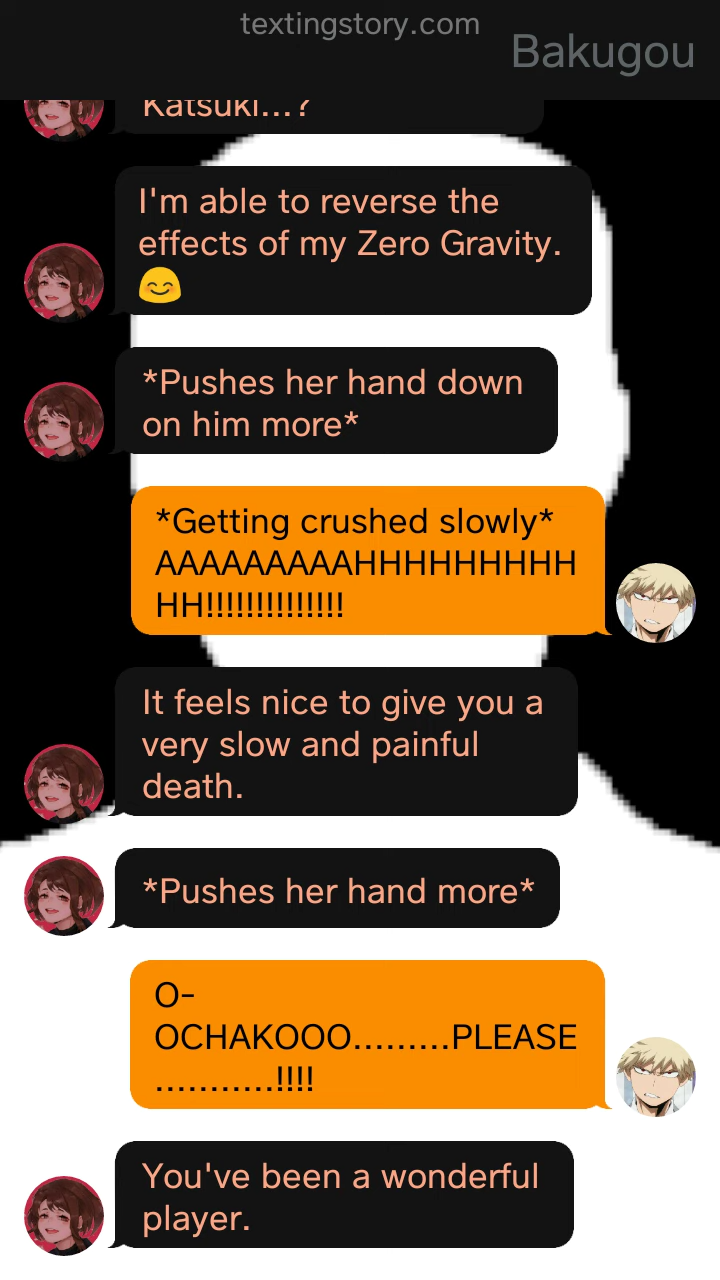 textingstory.com
Bakugou
Katsuki...?
I'm able to reverse the
effects of my Zero Gravity.
😊
*Pushes her hand down
on him more*
*Getting crushed slowly*
AAAAAAAAAHHHHHHHHH
HH!!!!!!!!!!!!!!
It feels nice to give you a
very slow and painful
death.
*Pushes her hand more*
O-
OCHAKOOO.........PLEASE
............!!!!
You've been a wonderful
player.